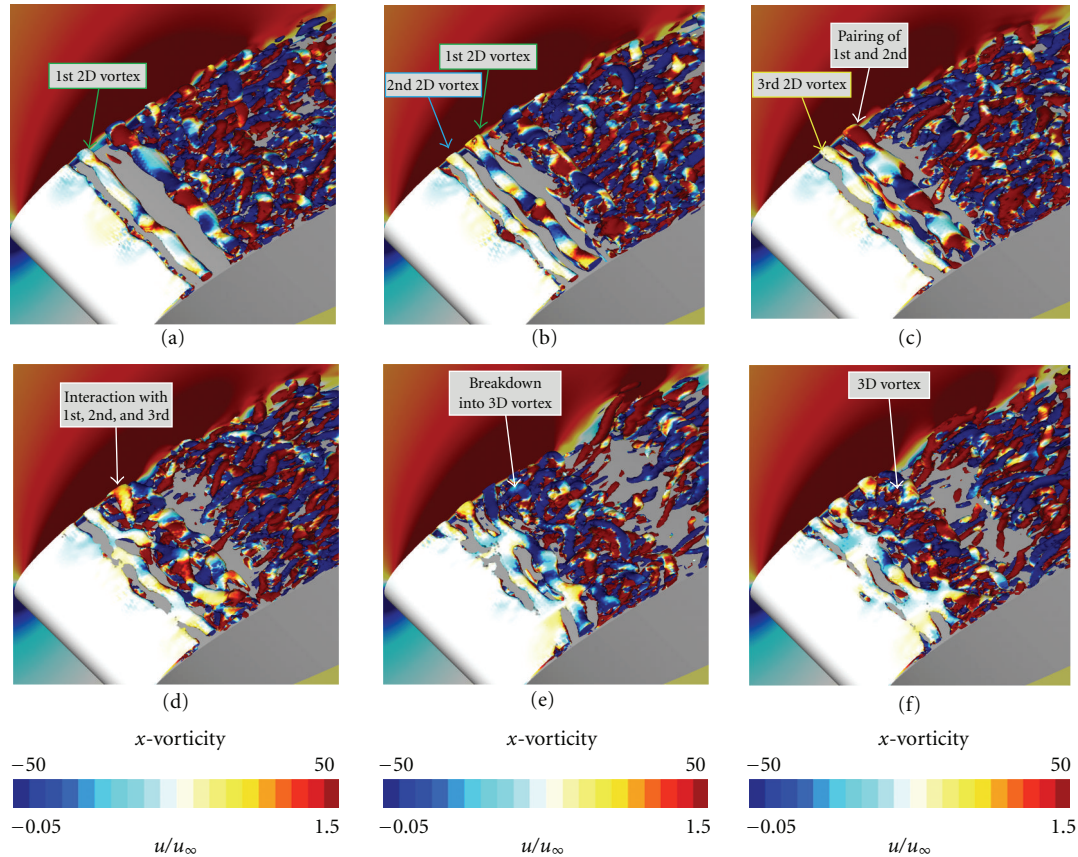 1st 2D vortex
(a)
1st 2D vortex
2nd 2D vortex
(b)
Pairing of
1st and 2nd
3rd 2D vortex
(c)
Interaction with
1st, 2nd, and 3rd
(d)
Breakdown
into 3D vortex
(e)
3D vortex
(f)
x-vorticity
−50 50
−0.05 1.5
u/u∞
x-vorticity
−50 50
−0.05 1.5
u/u∞
x-vorticity
−50 50
−0.05 1.5
u/u∞